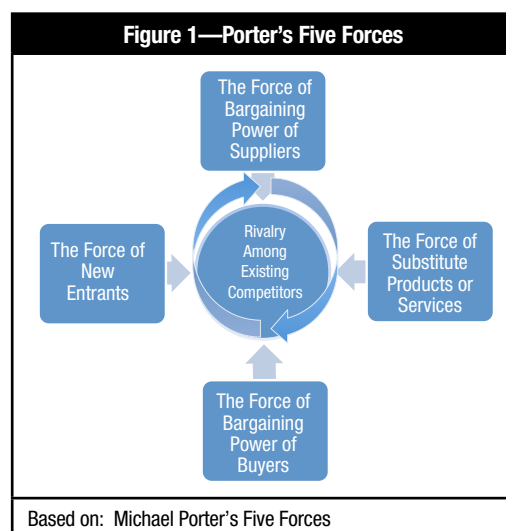 Figure 1—Porter's Five Forces
The Force of
Bargaining
Power of
Suppliers
The Force of
New
Entrants
Rivalry
Among
Existing
Competitors
The Force of
Substitute
Products or
Services
The Force of
Bargaining
Power of
Buyers
Based on: Michael Porter's Five Forces